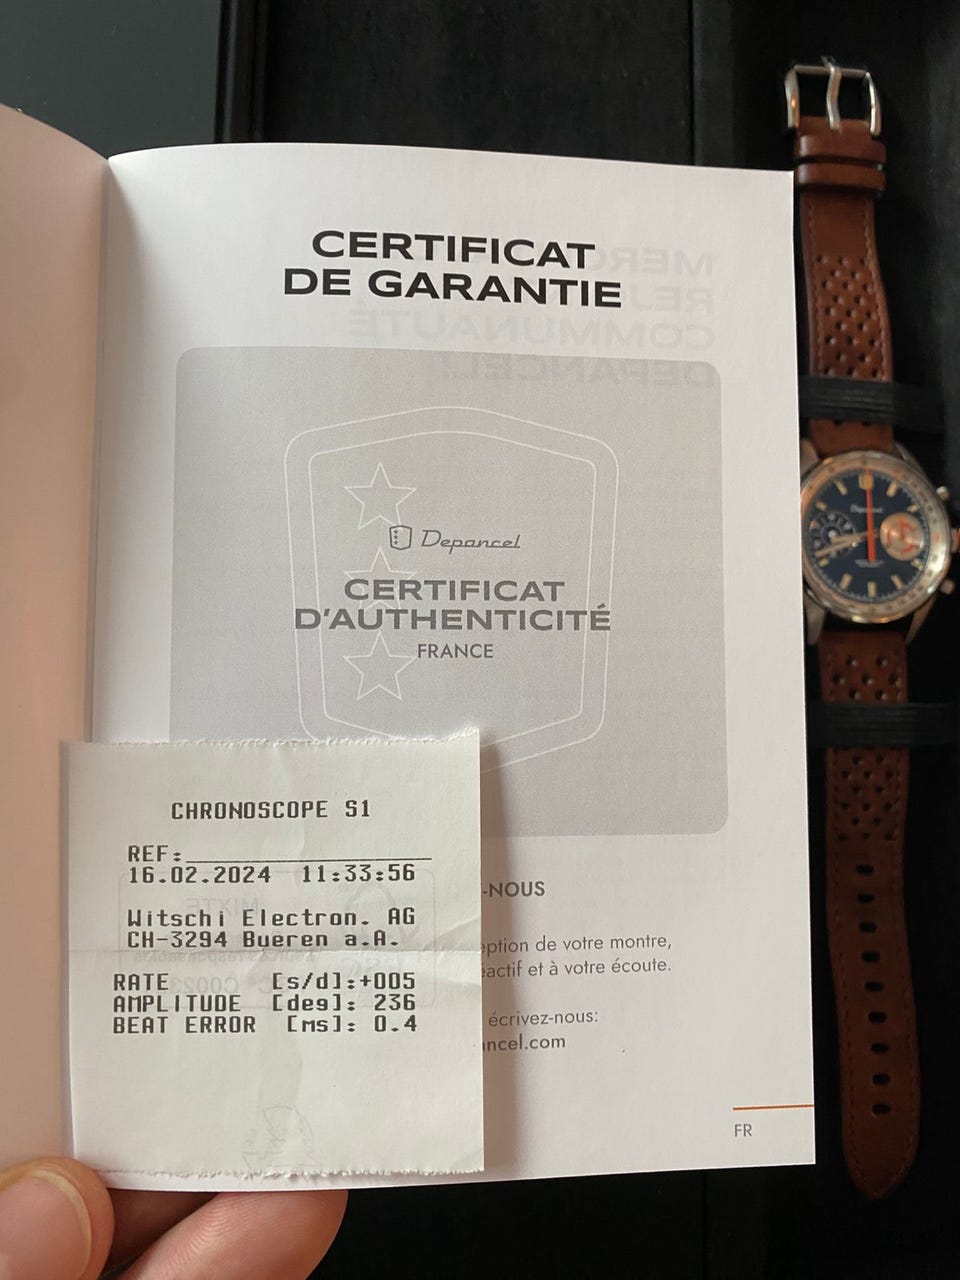 CERTIFICAT
DE GARANTIE
Depancel
CERTIFICAT
D'AUTHENTICITÉ
FRANCE
-NOUS
eption de votre montre,
éactif et à votre écoute.
écrivez-nous:
ncel.com
FR
CHRONOSCOPE S1
REF:
16.02.2024 11:33:56
Witschi Electron. AG
CH-3294 Bueren a.A.
RATE [s/d]:+005
AMPLITUDE [deg]: 236
BEAT ERROR [ms]: 0.4
Depancel